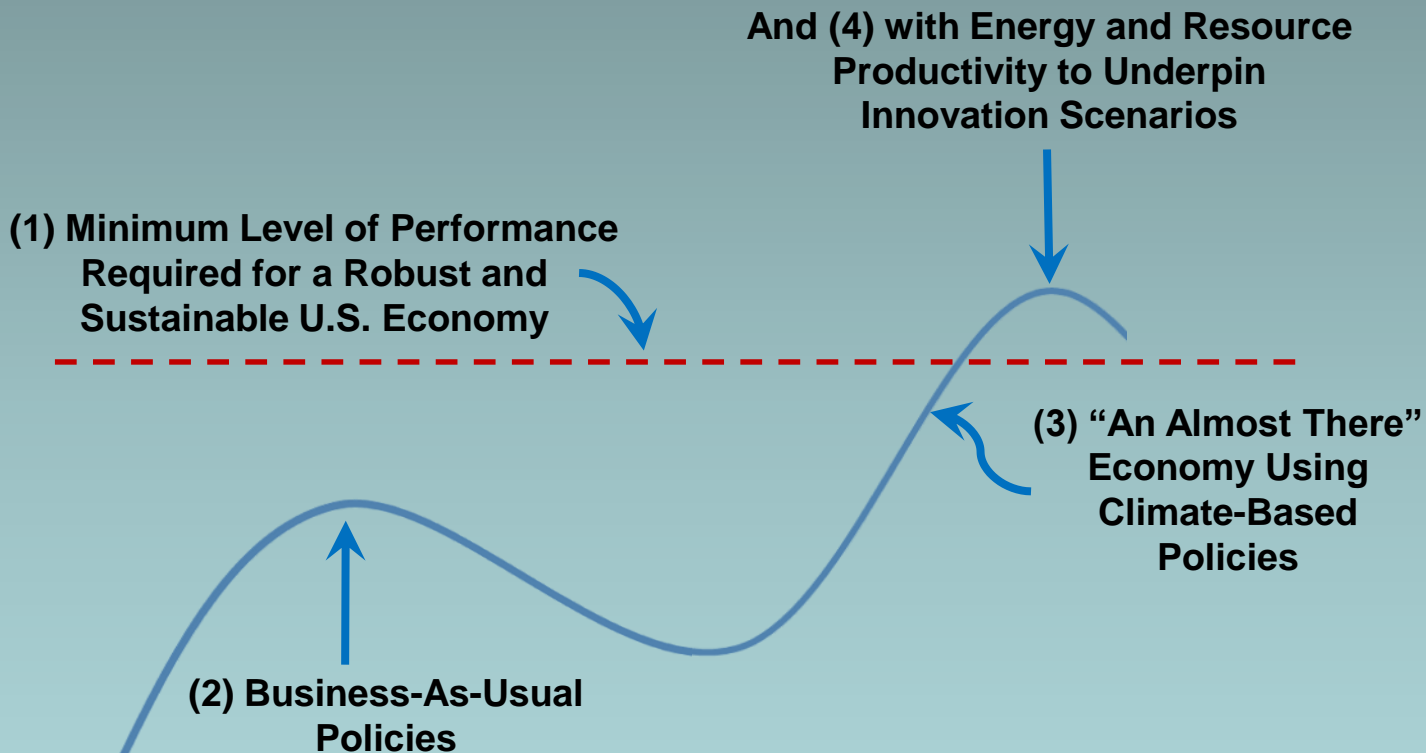 And (4) with Energy and Resource
Productivity to Underpin
Innovation Scenarios
(1) Minimum Level of Performance
Required for a Robust and
Sustainable U.S. Economy
(3) “An Almost There”
Economy Using
Climate-Based
Policies
(2) Business-As-Usual
Policies